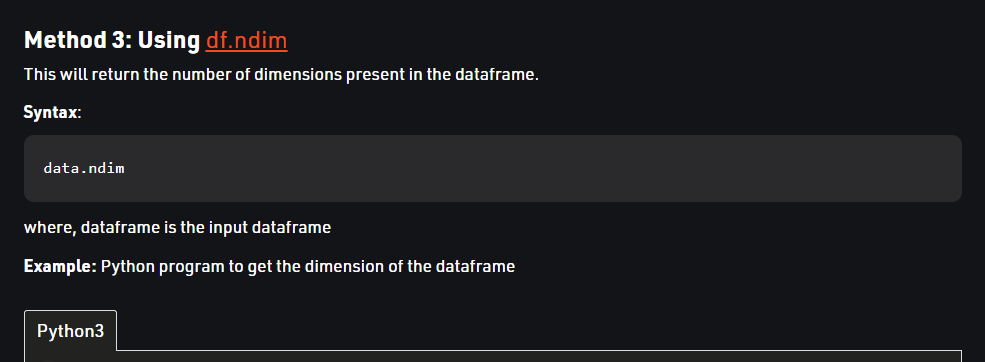 Method 3: Using df.ndim
This will return the number of dimensions present in the dataframe.
Syntax:
data.ndim
where, dataframe is the input dataframe
Example: Python program to get the dimension of the dataframe
Python3